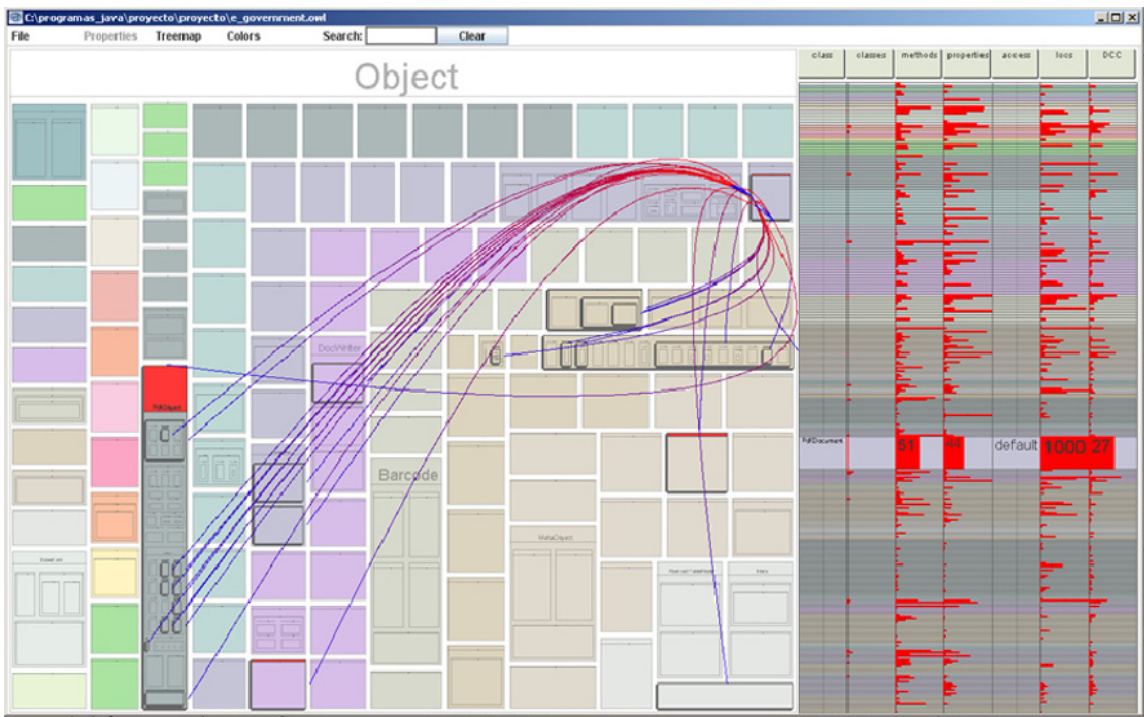 C:\programas_java\proyecto\proyecto\e_government.owl
File Properties Treemap Colors Search: Clear
class classes methods properties access locs DCC
Object
DocWriter
PdfObject
PdfDocument 51 44 default 1000 27
Barcode
MetaObject